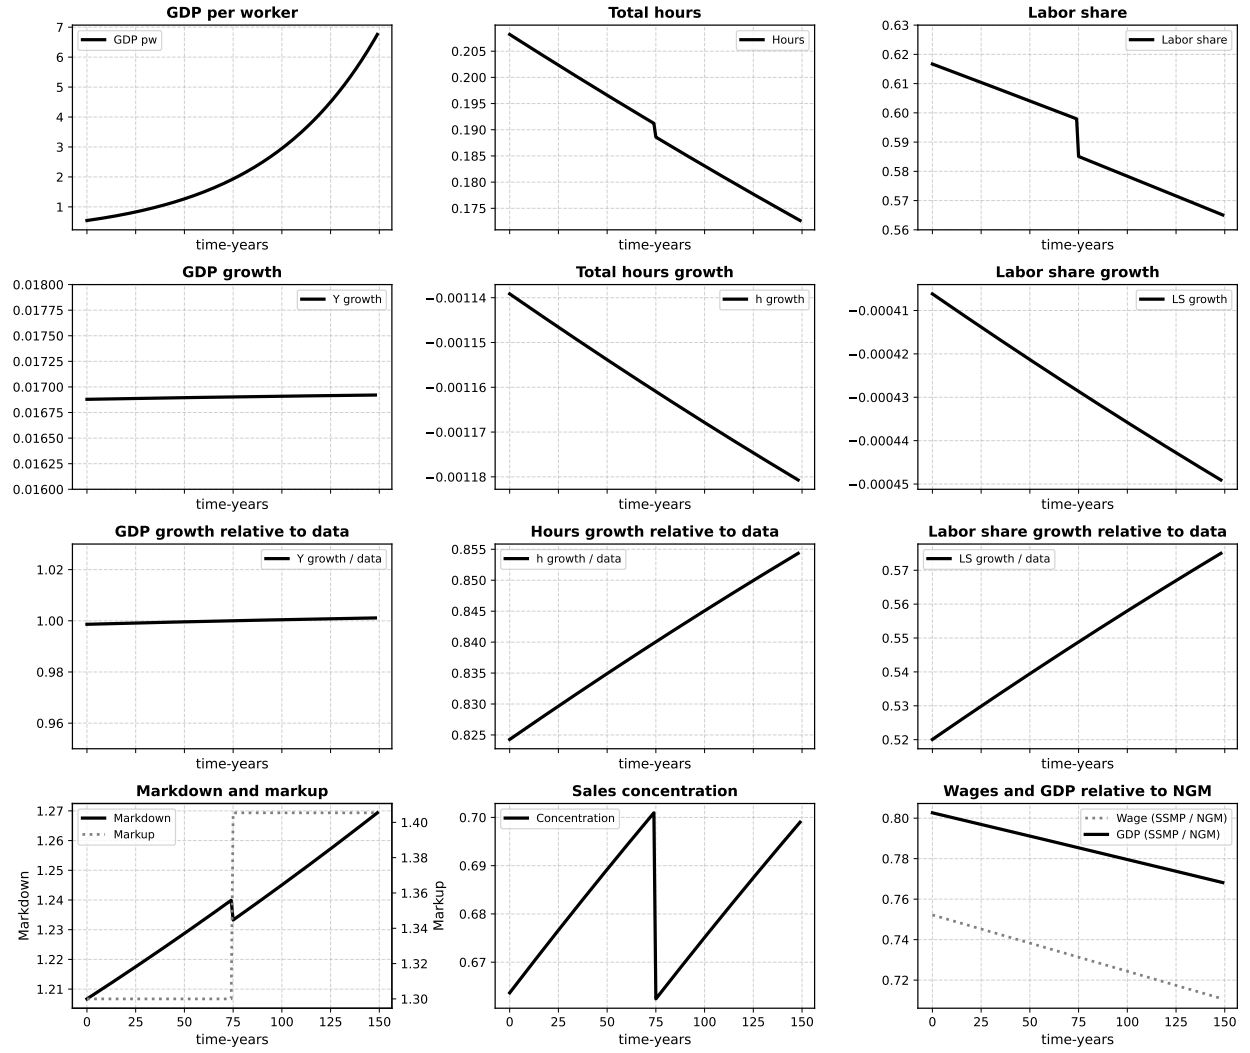 GDP per worker
7
6
5
4
3
2
1
GDP pw
time-years
Total hours
0.205
0.200
0.195
0.190
0.185
0.180
0.175
Hours
time-years
Labor share
0.63
0.62
0.61
0.60
0.59
0.58
0.57
0.56
Labor share
time-years
GDP growth
0.01800
0.01775
0.01750
0.01725
0.01700
0.01675
0.01650
0.01625
0.01600
Y growth
time-years
Total hours growth
−0.00114
−0.00115
−0.00116
−0.00117
−0.00118
h growth
time-years
Labor share growth
−0.00041
−0.00042
−0.00043
−0.00044
−0.00045
LS growth
time-years
GDP growth relative to data
1.02
1.00
0.98
0.96
Y growth / data
time-years
Hours growth relative to data
0.855
0.850
0.845
0.840
0.835
0.830
0.825
h growth / data
time-years
Labor share growth relative to data
0.57
0.56
0.55
0.54
0.53
0.52
LS growth / data
time-years
Markdown and markup
Markdown
1.27
1.26
1.25
1.24
1.23
1.22
1.21
Markdown
Markup
1.40
1.38
1.36
1.34
1.32
1.30
Markup
0 25 50 75 100 125 150
time-years
Sales concentration
0.70
0.69
0.68
0.67
Concentration
0 25 50 75 100 125 150
time-years
Wages and GDP relative to NGM
0.80
0.78
0.76
0.74
0.72
Wage (SSMP / NGM)
GDP (SSMP / NGM)
0 25 50 75 100 125 150
time-years